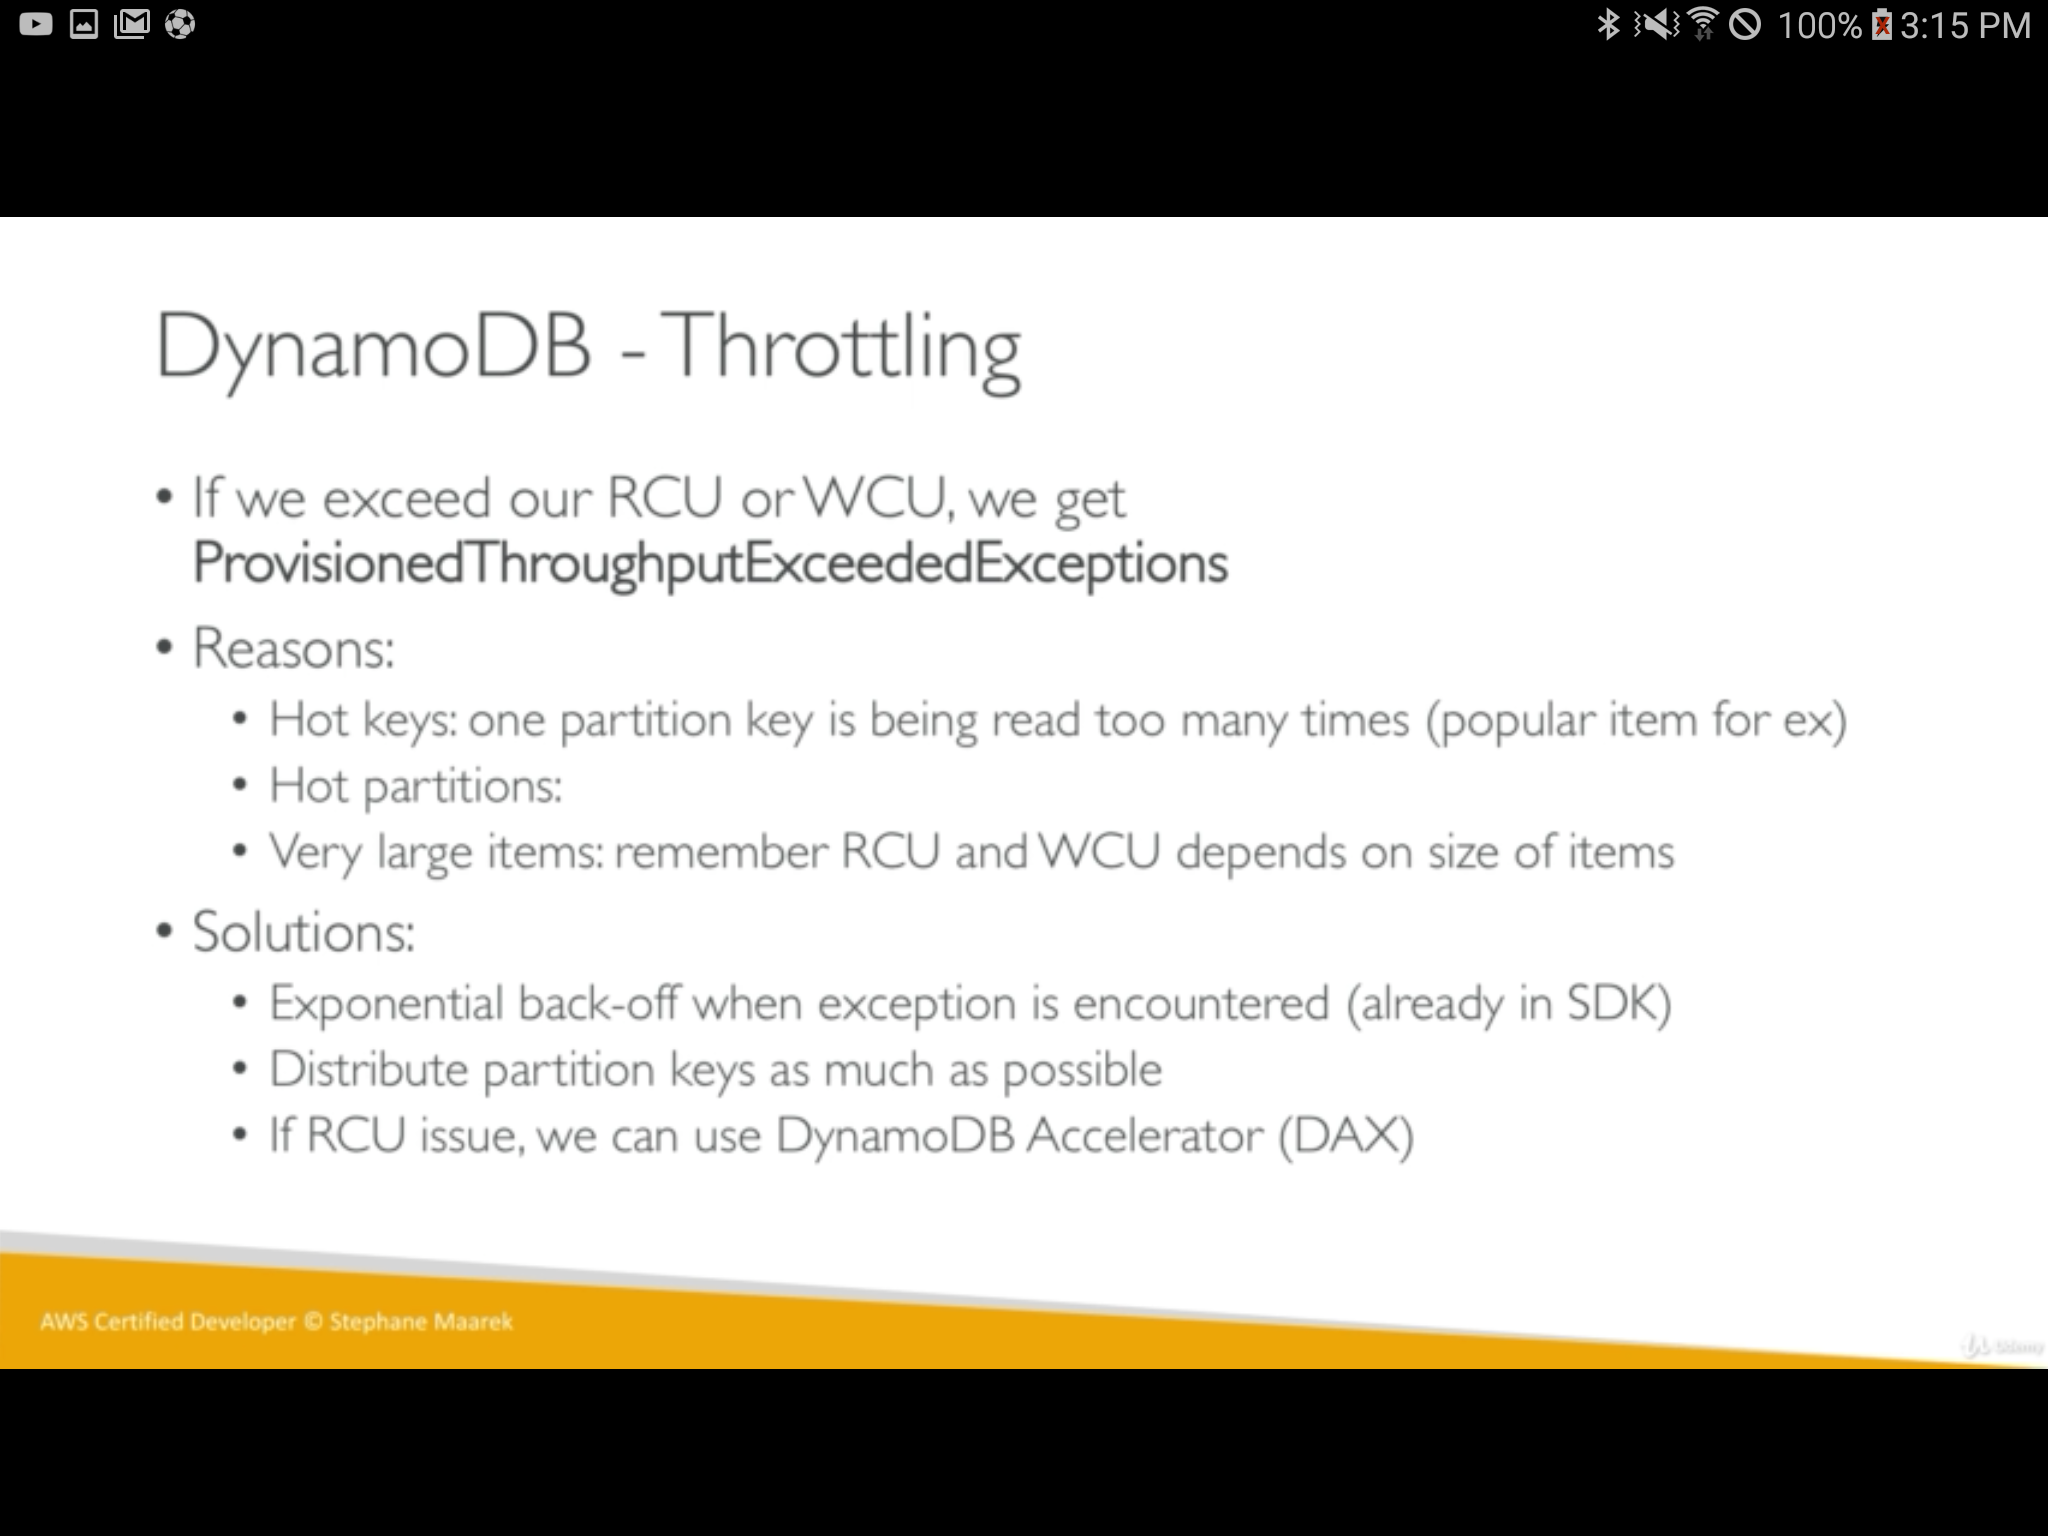 100% 3:15 PM
DynamoDB - Throttling
• If we exceed our RCU or WCU, we get
ProvisionedThroughputExceededExceptions
• Reasons:
• Hot keys: one partition key is being read too many times (popular item for ex)
• Hot partitions:
• Very large items: remember RCU and WCU depends on size of items
• Solutions:
• Exponential back-off when exception is encountered (already in SDK)
• Distribute partition keys as much as possible
• If RCU issue, we can use DynamoDB Accelerator (DAX)
AWS Certified Developer © Stephane Maarek
Udemy